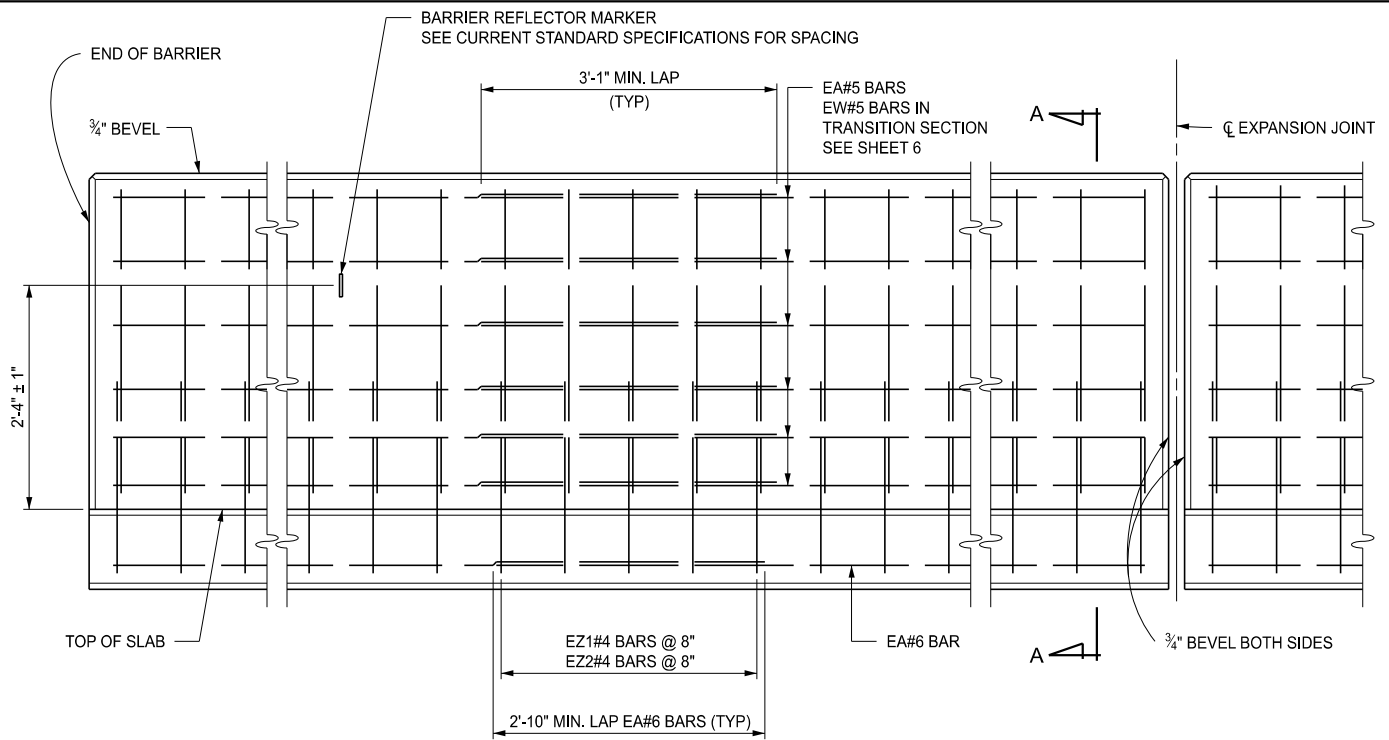 BARRIER REFLECTOR MARKER
SEE CURRENT STANDARD SPECIFICATIONS FOR SPACING
END OF BARRIER
3'-1" MIN. LAP
(TYP)
EA#5 BARS
EW#5 BARS IN
TRANSITION SECTION
SEE SHEET 6
A
℄ EXPANSION JOINT
¾" BEVEL
2'-4" ± 1"
TOP OF SLAB
EZ1#4 BARS @ 8"
EZ2#4 BARS @ 8"
EA#6 BAR
A
¾" BEVEL BOTH SIDES
2'-10" MIN. LAP EA#6 BARS (TYP)